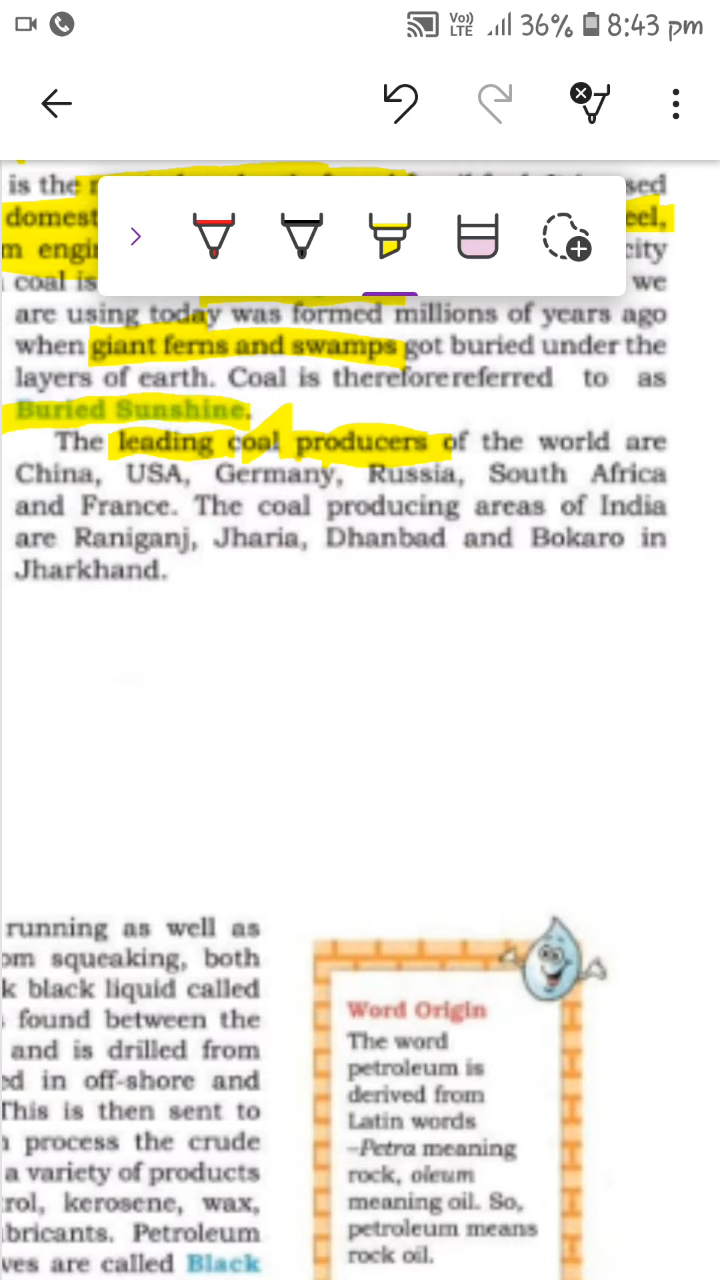 Vo)) LTE 36% 8:43 pm
is the
sed
domest
eel,
m engi
city
coal is
we
are using today was formed millions of years ago
when giant ferns and swamps got buried under the
layers of earth. Coal is thereforereferred to as
Buried Sunshine.
The leading coal producers of the world are
China, USA, Germany, Russia, South Africa
and France. The coal producing areas of India
are Raniganj, Jharia, Dhanbad and Bokaro in
Jharkhand.
running as well as
om squeaking, both
k black liquid called
found between the
and is drilled from
ed in off-shore and
This is then sent to
process the crude
a variety of products
rol, kerosene, wax,
bricants. Petroleum
ves are called Black
Word Origin
The word
petroleum is
derived from
Latin words
–Petra meaning
rock, oleum
meaning oil. So,
petroleum means
rock oil.